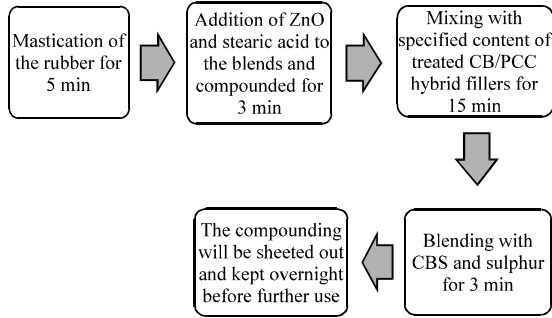 Mastication of
the rubber for
5 min
Addition of ZnO
and stearic acid to
the blends and
compounded for
3 min
Mixing with
specified content of
treated CB/PCC
hybrid fillers for
15 min
Blending with
CBS and sulphur
for 3 min
The compounding
will be sheeted out
and kept overnight
before further use